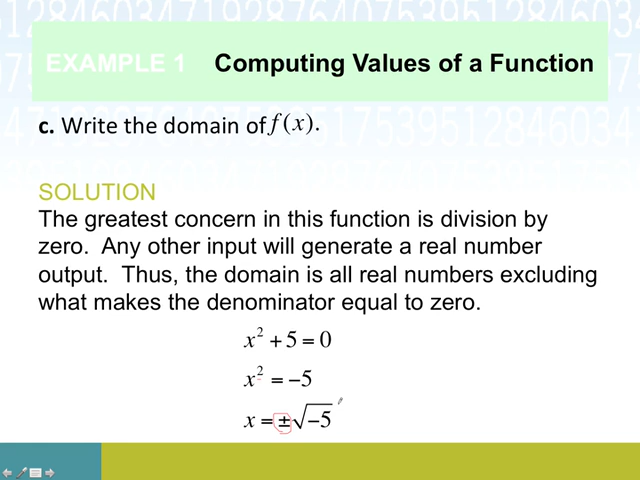 EXAMPLE 1 Computing Values of a Function
c. Write the domain of f(x).
SOLUTION
The greatest concern in this function is division by
zero. Any other input will generate a real number
output. Thus, the domain is all real numbers excluding
what makes the denominator equal to zero.
x² + 5 = 0
x² = −5
x = ±√−5